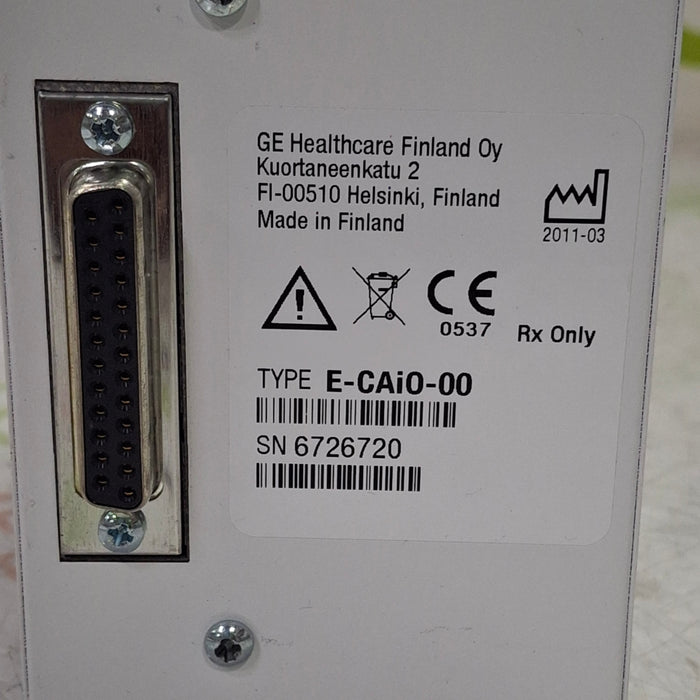 GE Healthcare Finland Oy
Kuortaneenkatu 2
FI-00510 Helsinki, Finland
Made in Finland
2011-03
CE
0537
Rx Only
TYPE E-CAiO-00
SN 6726720